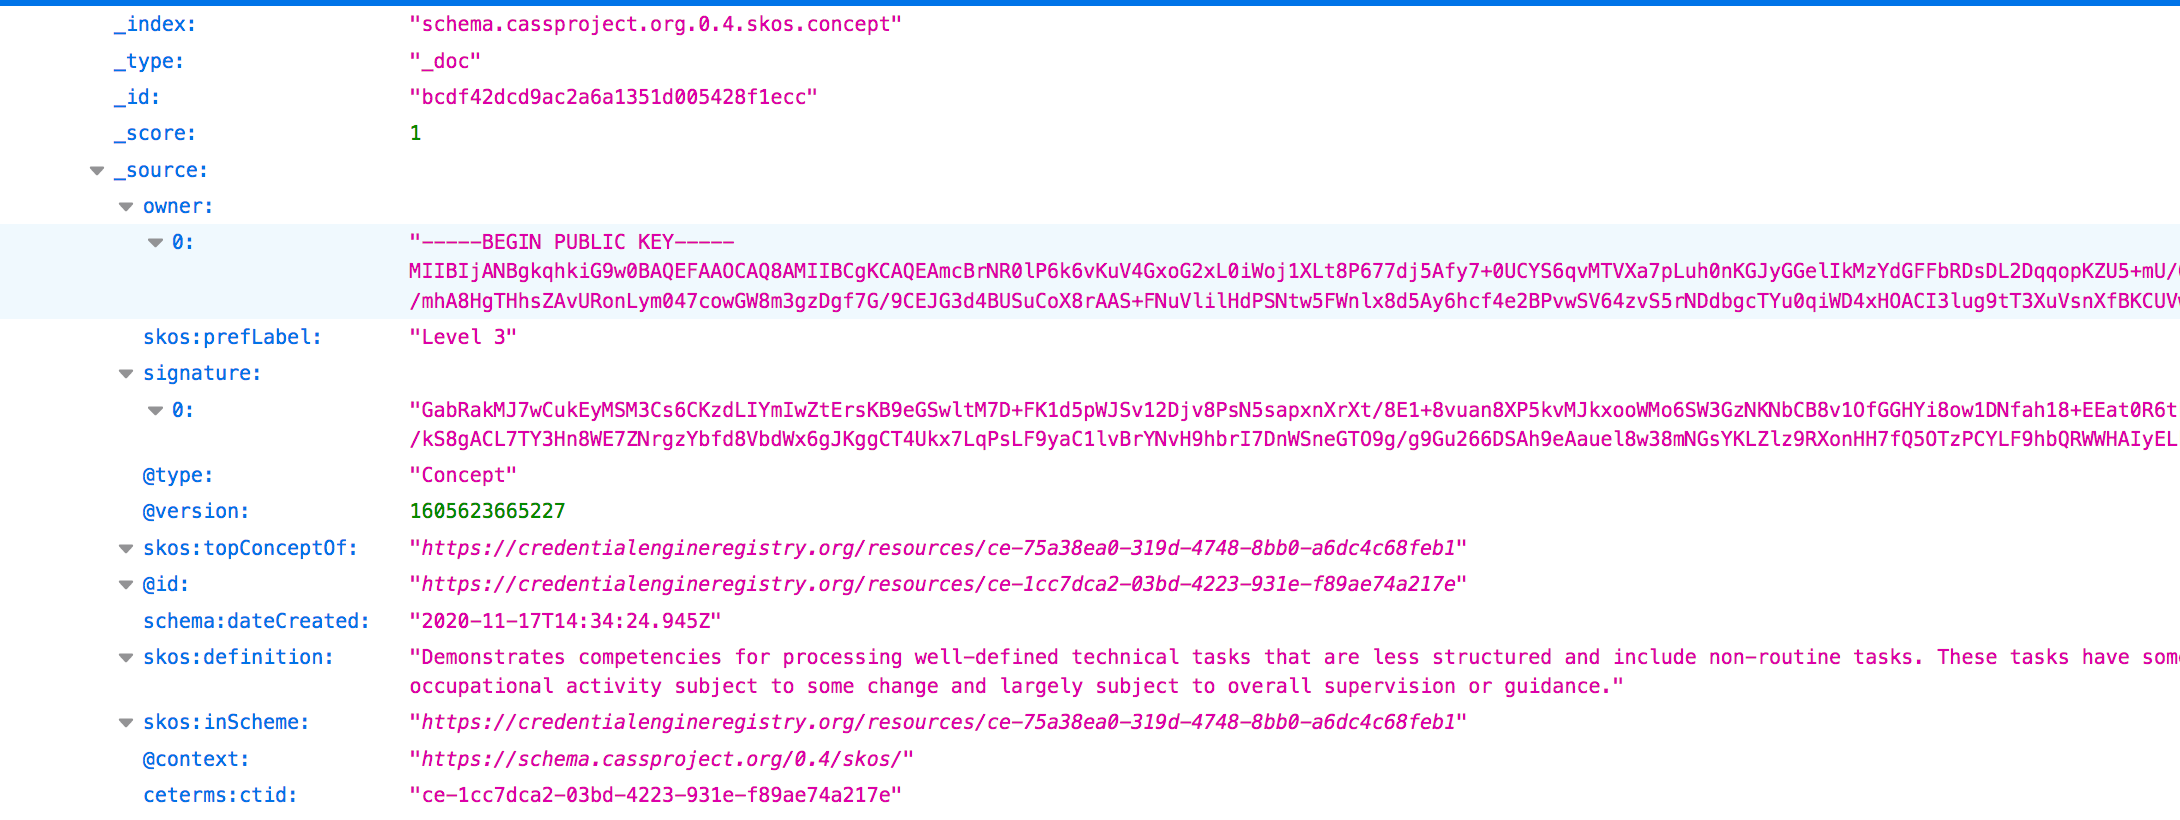 _index: "schema.cassproject.org.0.4.skos.concept"
_type: "_doc"
_id: "bcdf42dcd9ac2a6a1351d005428f1ecc"
_score: 1
_source:
owner:
0: "-----BEGIN PUBLIC KEY-----
MIIBIjANBgkqhkiG9w0BAQEFAAOCAQ8AMIIBCgKCAQEAmcBrNR0lP6k6vKuV4GxoG2xL0iWoj1XLt8P677dj5Afy7+0UCYS6qvMTVXa7pLuh0nKGJyGGelIkMzYdGFFbRDsDL2DqqopKZU5+mU/
/mhA8HgTHhsZAvURonLym047cowGW8m3gzDgf7G/9CEJG3d4BUSuCoX8rAAS+FNuVlilHdPSNtw5FWnlx8d5Ay6hcf4e2BPvwSV64zvS5rNDdbgcTYu0qiWD4xHOACI3lug9tT3XuVsnXfBKCUV
skos:prefLabel: "Level 3"
signature:
0: "GabRakMJ7wCukEyMSM3Cs6CKzdLIYmIwZtErsKB9eGSwltM7D+FK1d5pWJSv12Djv8PsN5sapxnXrXt/8E1+8vuan8XP5kvMJkxooWMo6SW3GzNKNbCB8v1OfGGHYi8ow1DNfah18+EEat0R6t
/kS8gACL7TY3Hn8WE7ZNrgzYbfd8VbdWx6gJKggCT4Ukx7LqPsLF9yaC1lvBrYNvH9hbrI7DnWSneGTO9g/g9Gu266DSAh9eAauel8w38mNGsYKLZlz9RXonHH7fQ5OTzPCYLF9hbQRWWHAIyEL
@type: "Concept"
@version: 1605623665227
skos:topConceptOf: "https://credentialengineregistry.org/resources/ce-75a38ea0-319d-4748-8bb0-a6dc4c68feb1"
@id: "https://credentialengineregistry.org/resources/ce-1cc7dca2-03bd-4223-931e-f89ae74a217e"
schema:dateCreated: "2020-11-17T14:34:24.945Z"
skos:definition: "Demonstrates competencies for processing well-defined technical tasks that are less structured and include non-routine tasks. These tasks have som
occupational activity subject to some change and largely subject to overall supervision or guidance."
skos:inScheme: "https://credentialengineregistry.org/resources/ce-75a38ea0-319d-4748-8bb0-a6dc4c68feb1"
@context: "https://schema.cassproject.org/0.4/skos/"
ceterms:ctid: "ce-1cc7dca2-03bd-4223-931e-f89ae74a217e"